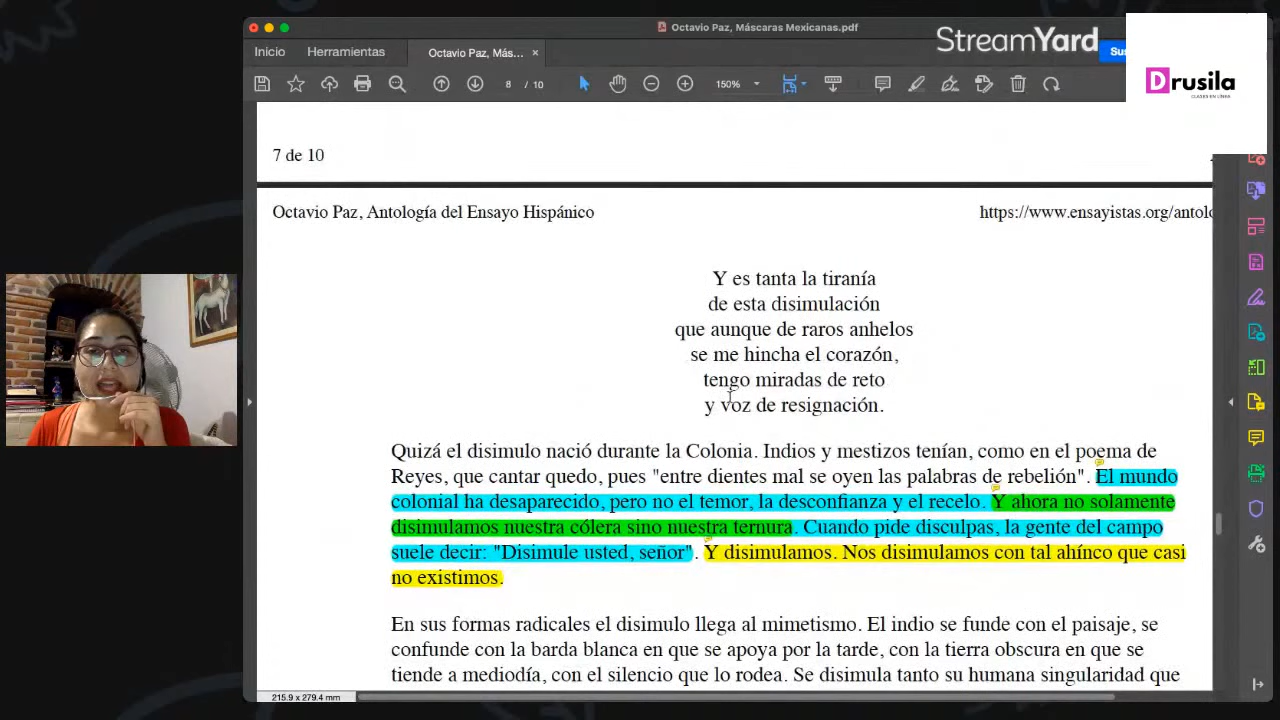 Octavio Paz, Máscaras Mexicanas.pdf
StreamYard
Inicio
Herramientas
Octavio Paz, Más... ×
Drusila
CLASES EN LÍNEA
8 / 10
150%
7 de 10
Octavio Paz, Antología del Ensayo Hispánico
https://www.ensayistas.org/antolo
Y es tanta la tiranía
de esta disimulación
que aunque de raros anhelos
se me hincha el corazón,
tengo miradas de reto
y voz de resignación.
Quizá el disimulo nació durante la Colonia. Indios y mestizos tenían, como en el poema de
Reyes, que cantar quedo, pues "entre dientes mal se oyen las palabras de rebelión". El mundo
colonial ha desaparecido, pero no el temor, la desconfianza y el recelo. Y ahora no solamente
disimulamos nuestra cólera sino nuestra ternura. Cuando pide disculpas, la gente del campo
suele decir: "Disimule usted, señor". Y disimulamos. Nos disimulamos con tal ahínco que casi
no existimos.
En sus formas radicales el disimulo llega al mimetismo. El indio se funde con el paisaje, se
confunde con la barda blanca en que se apoya por la tarde, con la tierra obscura en que se
tiende a mediodía, con el silencio que lo rodea. Se disimula tanto su humana singularidad que
215.9 x 279.4 mm